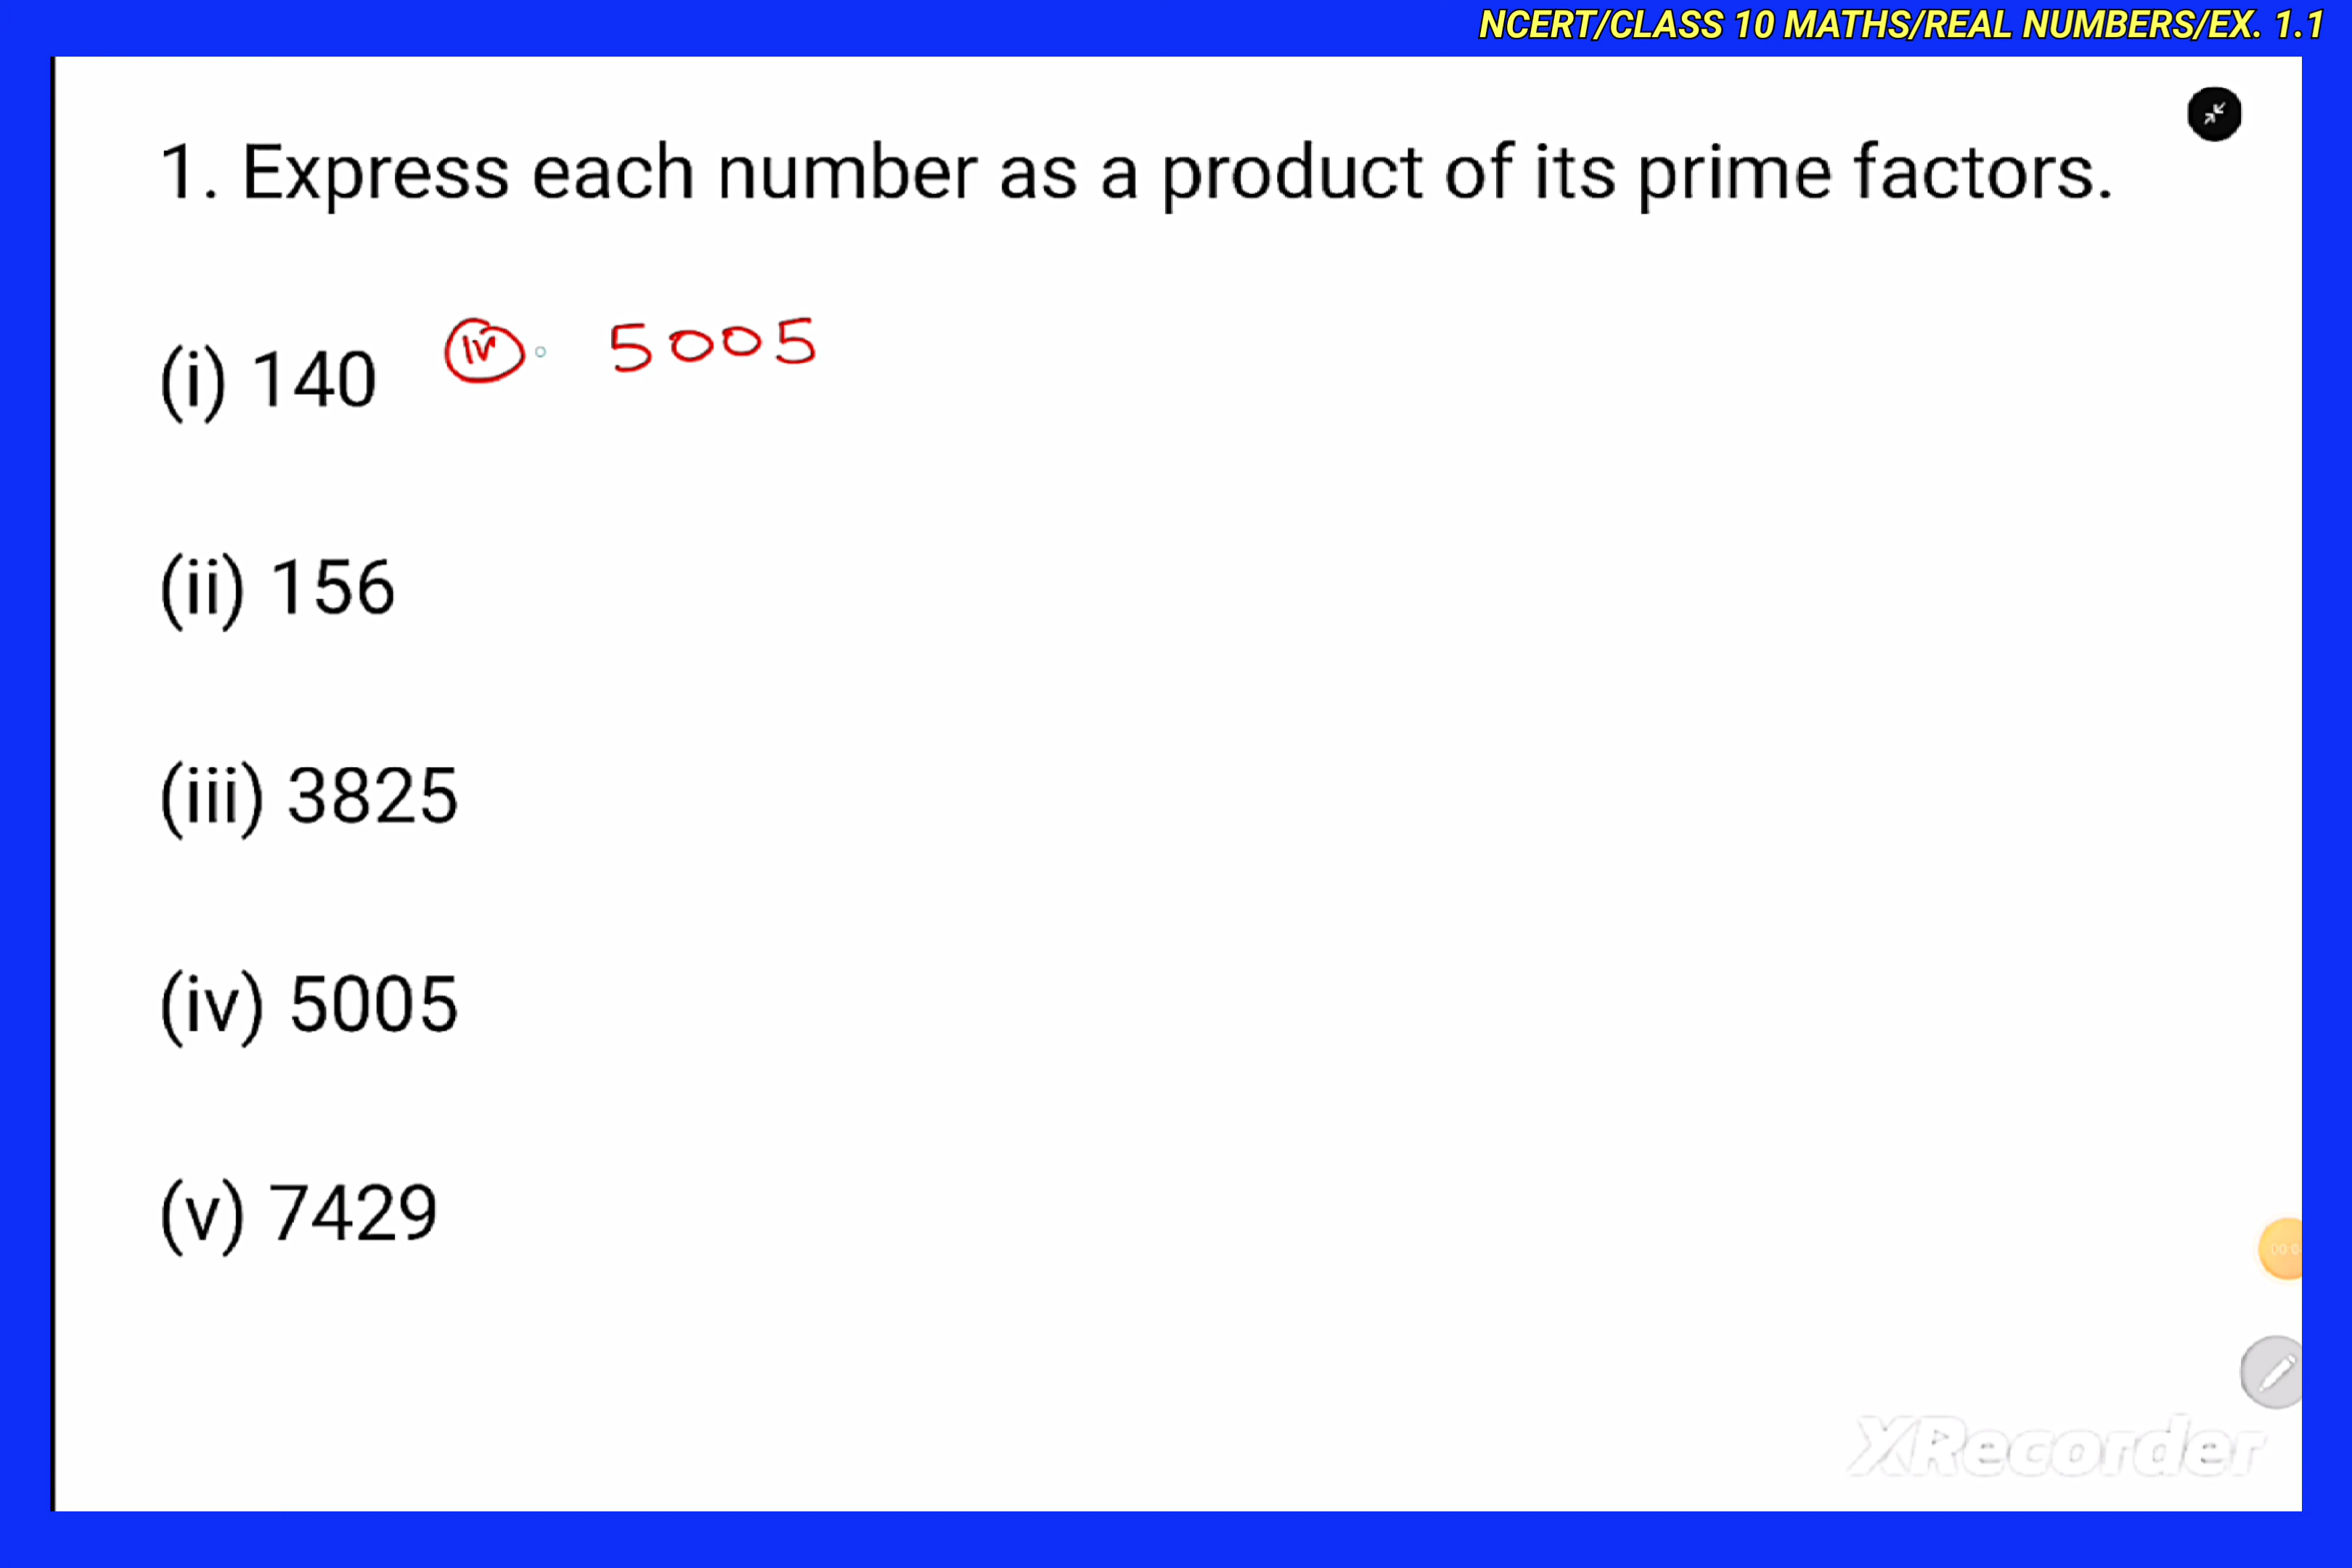 NCERT/CLASS 10 MATHS/REAL NUMBERS/EX. 1.1
1. Express each number as a product of its prime factors.
(i) 140 (iv). 5005
(ii) 156
(iii) 3825
(iv) 5005
(v) 7429
XRecorder